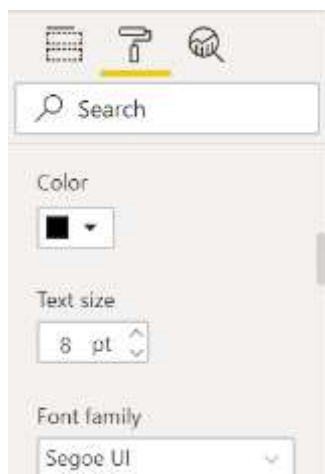 Search
Color
Text size
8 pt
Font family
Segoe UI